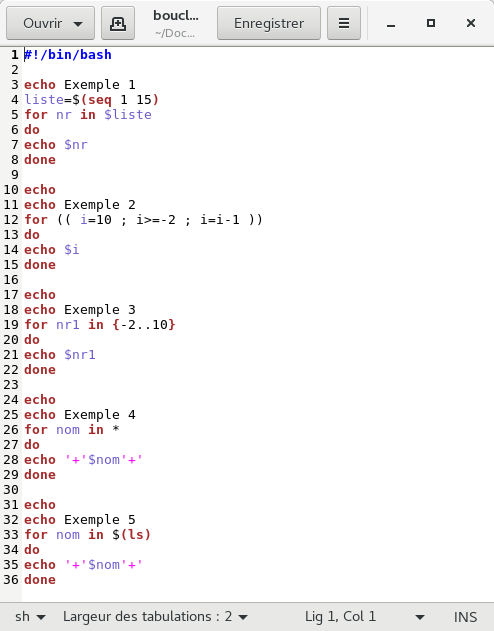 Ouvrir
boucl...
~/Doc...
Enregistrer
1 #!/bin/bash
2
3 echo Exemple 1
4 liste=$(seq 1 15)
5 for nr in $liste
6 do
7 echo $nr
8 done
9
10 echo
11 echo Exemple 2
12 for (( i=10 ; i>=-2 ; i=i-1 ))
13 do
14 echo $i
15 done
16
17 echo
18 echo Exemple 3
19 for nr1 in {-2..10}
20 do
21 echo $nr1
22 done
23
24 echo
25 echo Exemple 4
26 for nom in *
27 do
28 echo '+'$nom'+'
29 done
30
31 echo
32 echo Exemple 5
33 for nom in $(ls)
34 do
35 echo '+'$nom'+'
36 done
sh Largeur des tabulations : 2 Lig 1, Col 1 INS